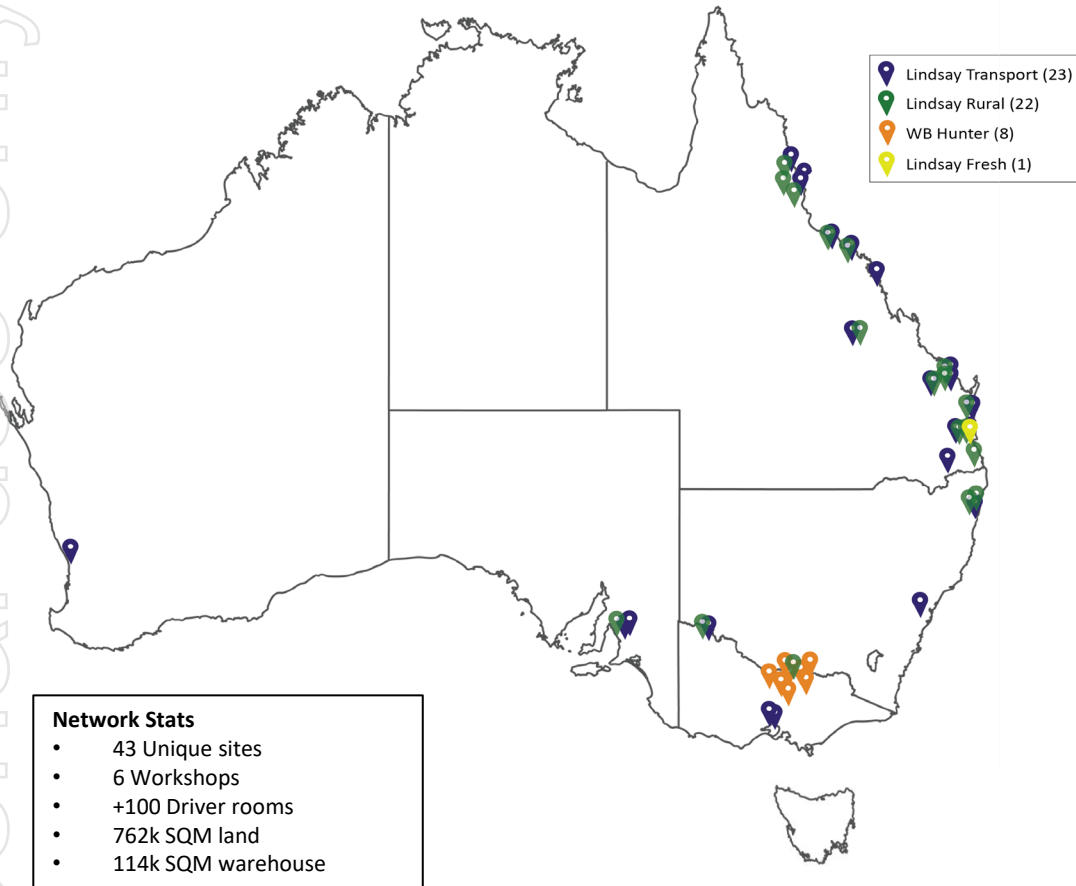 Lindsay Transport (23)
Lindsay Rural (22)
WB Hunter (8)
Lindsay Fresh (1)
Network Stats
• 43 Unique sites
• 6 Workshops
• +100 Driver rooms
• 762k SQM land
• 114k SQM warehouse